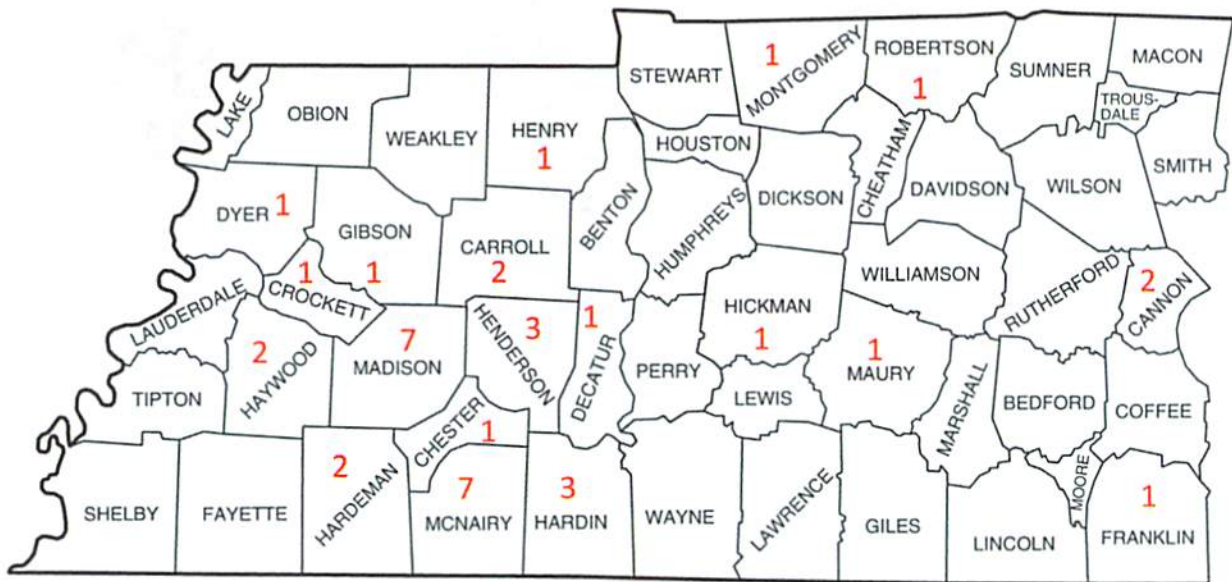 STEWART
1
MONTGOMERY
ROBERTSON
1
SUMNER
MACON
TROUS-
DALE
SMITH
LAKE
OBION
WEAKLEY
HENRY
1
HOUSTON
CHEATHAM
DICKSON
DAVIDSON
WILSON
BENTON
HUMPHREYS
DYER 1
GIBSON
1
CARROLL
2
1
CROCKETT
LAUDERDALE
WILLIAMSON
RUTHERFORD
2
CANNON
HICKMAN
1
2
HAYWOOD
7
MADISON
3
HENDERSON
1
DECATUR
PERRY
LEWIS
1
MAURY
MARSHALL
BEDFORD
COFFEE
TIPTON
CHESTER
1
MOORE
SHELBY
FAYETTE
2
HARDEMAN
7
MCNAIRY
3
HARDIN
WAYNE
LAWRENCE
GILES
LINCOLN
1
FRANKLIN